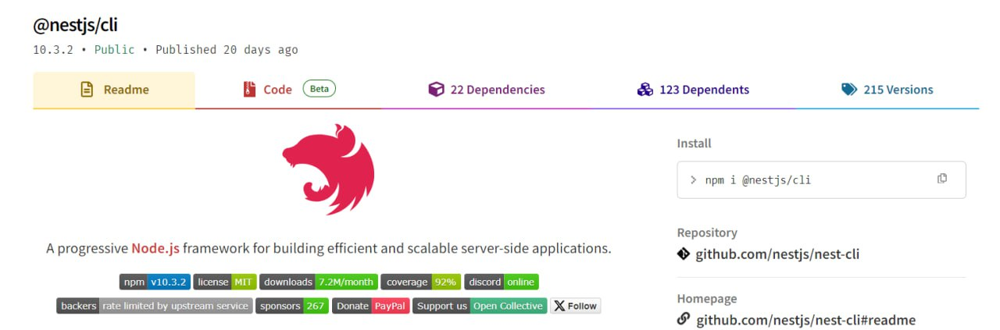 @nestjs/cli
10.3.2 • Public • Published 20 days ago
Readme
Code Beta
22 Dependencies
123 Dependents
215 Versions
A progressive Node.js framework for building efficient and scalable server-side applications.
npm v10.3.2 license MIT downloads 7.2M/month coverage 92% discord online
backers rate limited by upstream service sponsors 267 Donate PayPal Support us Open Collective X Follow
Install
> npm i @nestjs/cli
Repository
github.com/nestjs/nest-cli
Homepage
github.com/nestjs/nest-cli#readme